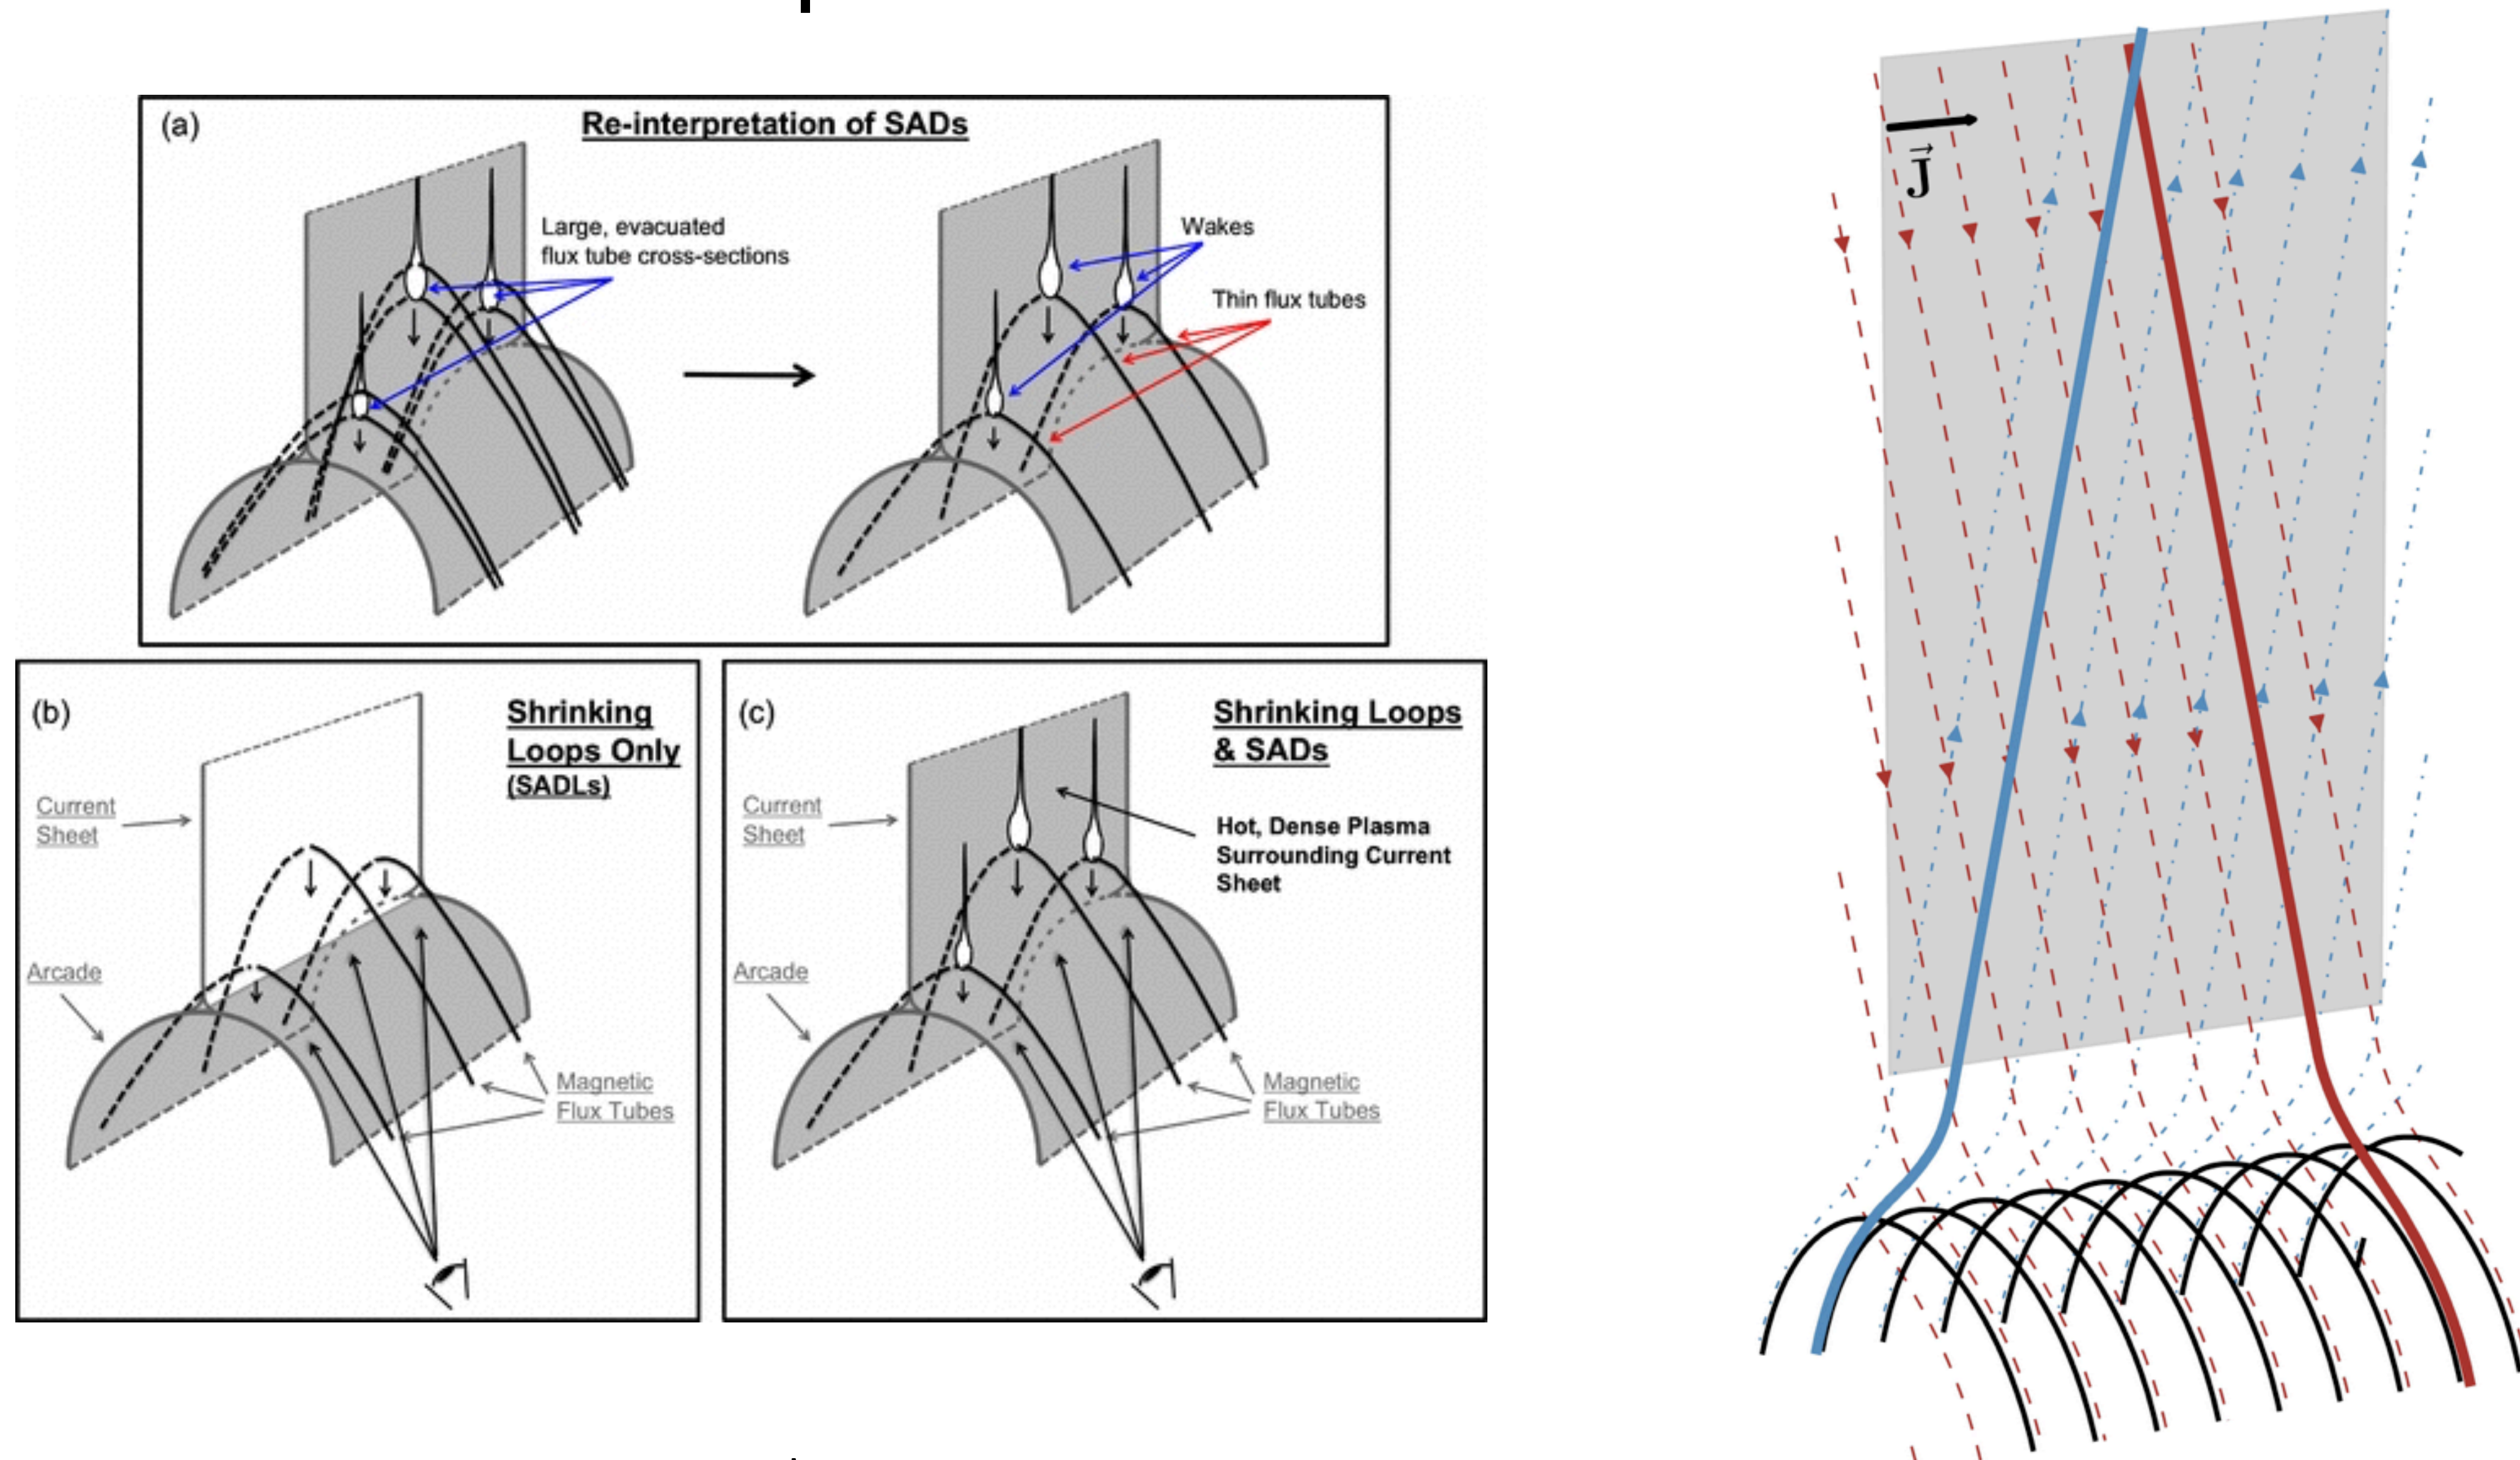 (a)
Re-interpretation of SADs
Large, evacuated
flux tube cross-sections
Wakes
Thin flux tubes
(b)
Shrinking
Loops Only
(SADLs)
Current
Sheet
Arcade
Magnetic
Flux Tubes
(c)
Shrinking Loops
& SADs
Current
Sheet
Hot, Dense Plasma
Surrounding Current
Sheet
Arcade
Magnetic
Flux Tubes
J